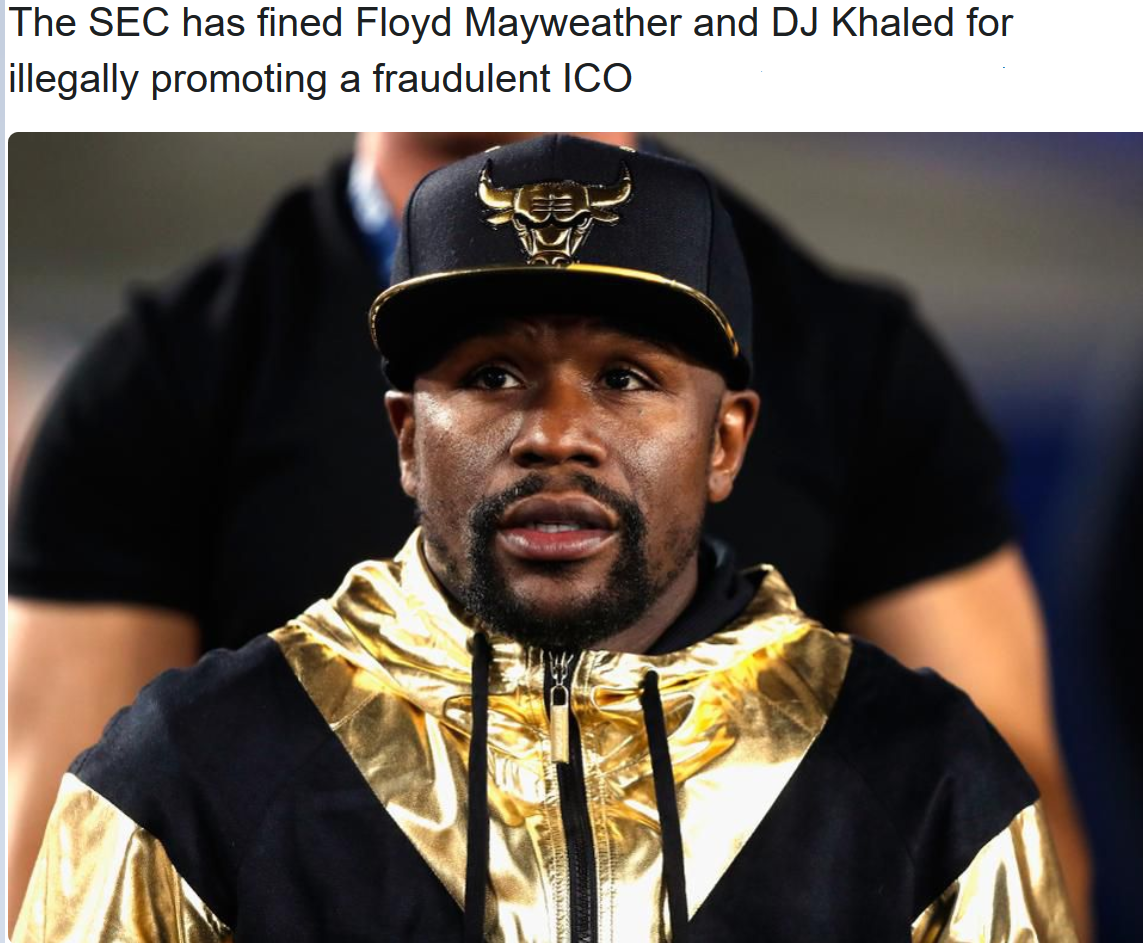 The SEC has fined Floyd Mayweather and DJ Khaled for
illegally promoting a fraudulent ICO